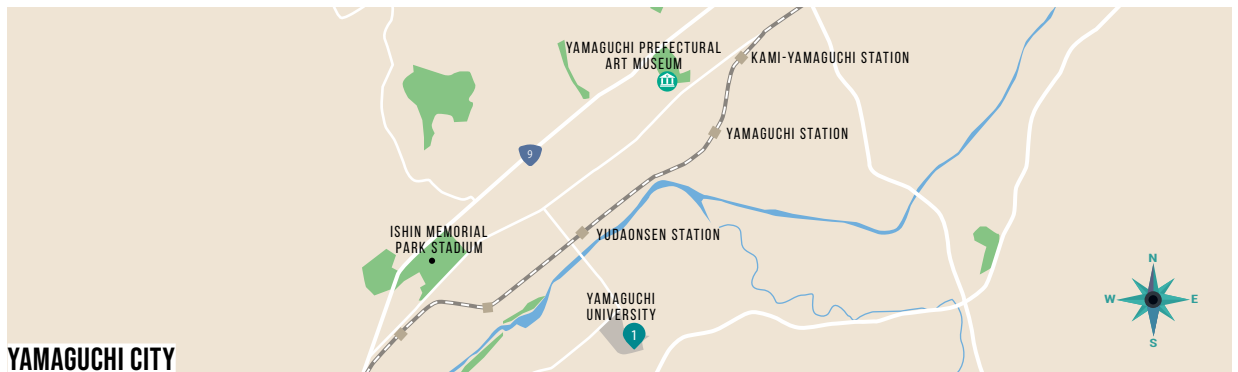 YAMAGUCHI PREFECTURAL
ART MUSEUM
KAMI-YAMAGUCHI STATION
YAMAGUCHI STATION
9
ISHIN MEMORIAL
PARK STADIUM
YUDAONSEN STATION
YAMAGUCHI
UNIVERSITY
1
N
W E
S
YAMAGUCHI CITY